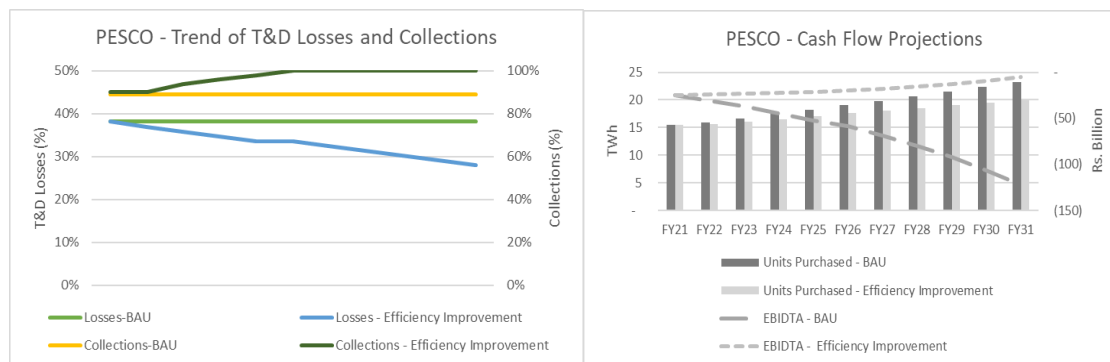 PESCO - Trend of T&D Losses and Collections
50%
40%
30%
20%
10%
0%
T&D Losses (%)
100%
80%
60%
40%
20%
0%
Collections (%)
Losses-BAU
Losses - Efficiency Improvement
Collections-BAU
Collections - Efficiency Improvement
PESCO - Cash Flow Projections
25
20
15
10
5
-
TWh
-
(50)
(100)
(150)
Rs. Billion
FY21 FY22 FY23 FY24 FY25 FY26 FY27 FY28 FY29 FY30 FY31
Units Purchased - BAU
Units Purchased - Efficiency Improvement
EBIDTA - BAU
EBIDTA - Efficiency Improvement